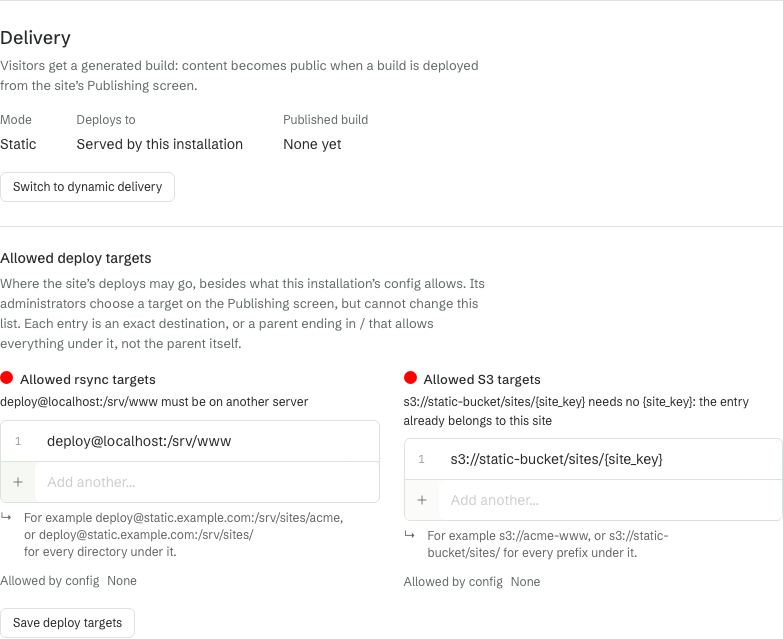 Delivery
Visitors get a generated build: content becomes public when a build is deployed
from the site's Publishing screen.
Mode
Deploys to
Published build
Static
Served by this installation
None yet
Switch to dynamic delivery
Allowed deploy targets
Where the site's deploys may go, besides what this installation's config allows. Its
administrators choose a target on the Publishing screen, but cannot change this
list. Each entry is an exact destination, or a parent ending in / that allows
everything under it, not the parent itself.
Allowed rsync targets
deploy@localhost:/srv/www must be on another server
1 deploy@localhost:/srv/www
+ Add another...
↳ For example deploy@static.example.com:/srv/sites/acme,
or deploy@static.example.com:/srv/sites/
for every directory under it.
Allowed by config None
Allowed S3 targets
s3://static-bucket/sites/{site_key} needs no {site_key}: the entry
already belongs to this site
1 s3://static-bucket/sites/{site_key}
+ Add another...
↳ For example s3://acme-www, or s3://static-
bucket/sites/ for every prefix under it.
Allowed by config None
Save deploy targets